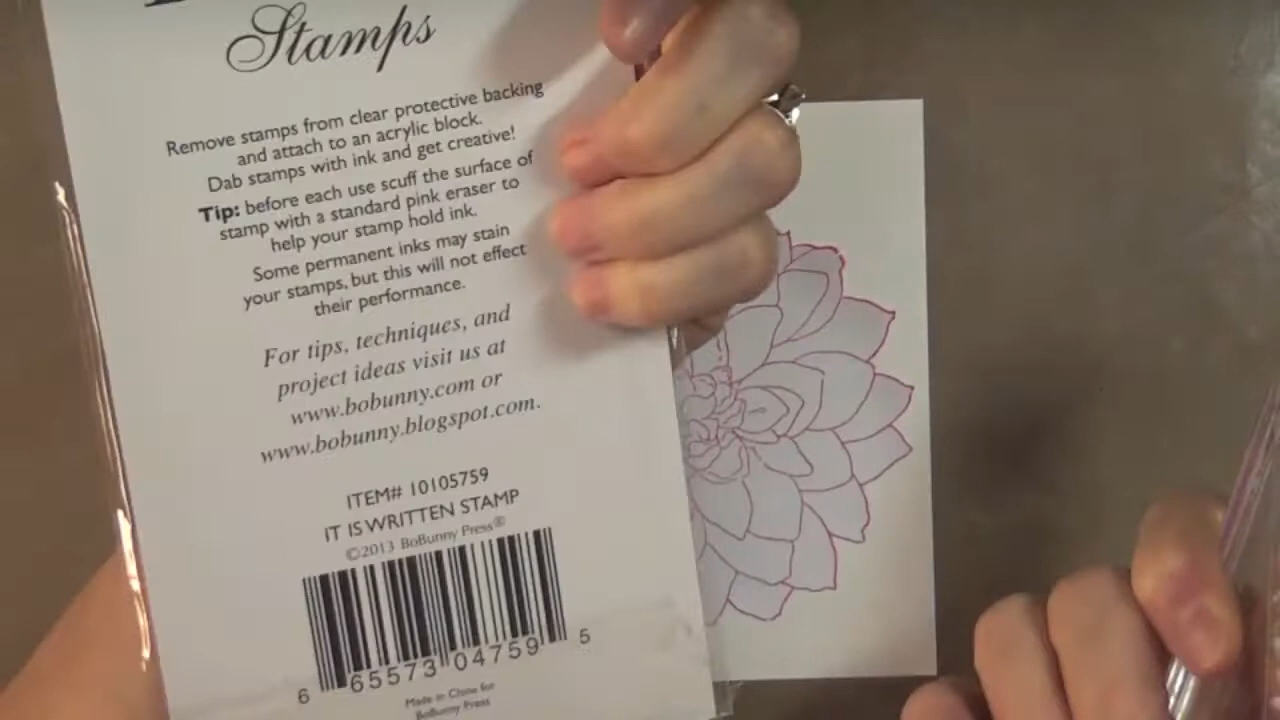 Stamps
Remove stamps from clear protective backing
and attach to an acrylic block.
Dab stamps with ink and get creative!
Tip: before each use scuff the surface of
stamp with a standard pink eraser to
help your stamp hold ink.
Some permanent inks may stain
your stamps, but this will not effect
their performance.
For tips, techniques, and
project ideas visit us at
www.bobunny.com or
www.bobunny.blogspot.com.
ITEM# 10105759
IT IS WRITTEN STAMP
©2013 BoBunny Press®
6 65573 04759 5
Made in China for
BoBunny Press